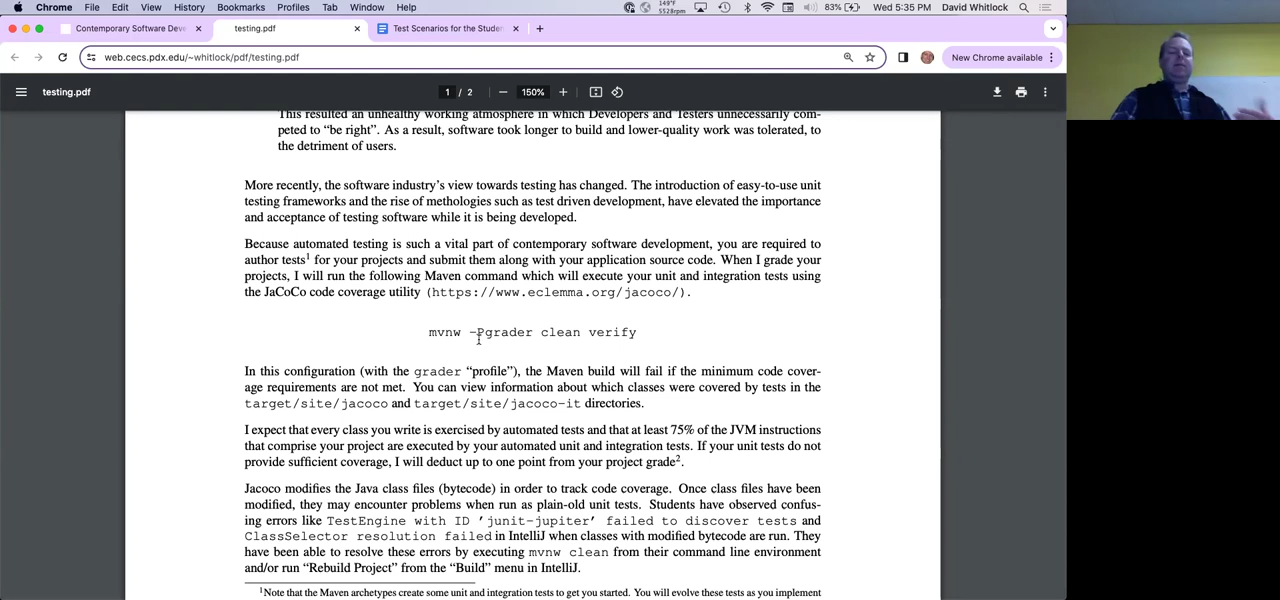 Chrome File Edit View History Bookmarks Profiles Tab Window Help 149°F 5528rpm 83% Wed 5:35 PM David Whitlock
Contemporary Software Deve testing.pdf Test Scenarios for the Studen
web.cecs.pdx.edu/~whitlock/pdf/testing.pdf New Chrome available
testing.pdf 1 / 2 150%
This resulted an unhealthy working atmosphere in which Developers and Testers unnecessarily com-
peted to “be right”. As a result, software took longer to build and lower-quality work was tolerated, to
the detriment of users.
More recently, the software industry’s view towards testing has changed. The introduction of easy-to-use unit
testing frameworks and the rise of methologies such as test driven development, have elevated the importance
and acceptance of testing software while it is being developed.
Because automated testing is such a vital part of contemporary software development, you are required to
author tests¹ for your projects and submit them along with your application source code. When I grade your
projects, I will run the following Maven command which will execute your unit and integration tests using
the JaCoCo code coverage utility (https://www.eclemma.org/jacoco/).
mvnw -Pgrader clean verify
In this configuration (with the grader “profile”), the Maven build will fail if the minimum code cover-
age requirements are not met. You can view information about which classes were covered by tests in the
target/site/jacoco and target/site/jacoco-it directories.
I expect that every class you write is exercised by automated tests and that at least 75% of the JVM instructions
that comprise your project are executed by your automated unit and integration tests. If your unit tests do not
provide sufficient coverage, I will deduct up to one point from your project grade².
Jacoco modifies the Java class files (bytecode) in order to track code coverage. Once class files have been
modified, they may encounter problems when run as plain-old unit tests. Students have observed confus-
ing errors like TestEngine with ID ’junit-jupiter’ failed to discover tests and
ClassSelector resolution failed in IntelliJ when classes with modified bytecode are run. They
have been able to resolve these errors by executing mvnw clean from their command line environment
and/or run “Rebuild Project” from the “Build” menu in IntelliJ.
¹Note that the Maven archetypes create some unit and integration tests to get you started. You will evolve these tests as you implement